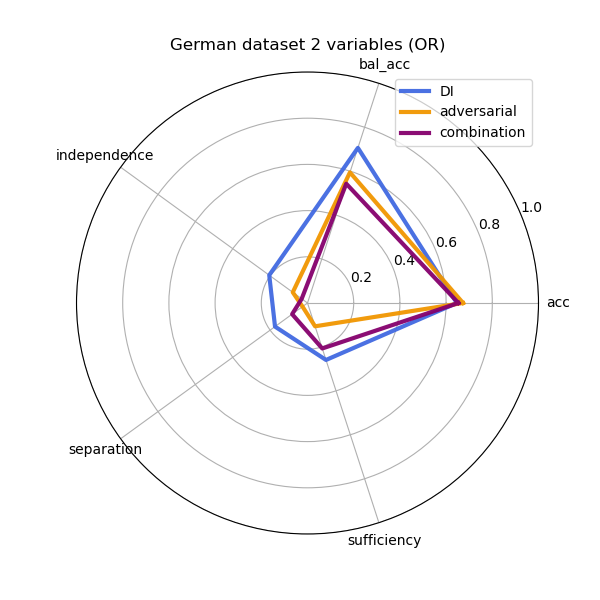 German dataset 2 variables (OR)
bal_acc
DI
adversarial
combination
independence
1.0
0.8
0.6
0.4
0.2
acc
separation
sufficiency